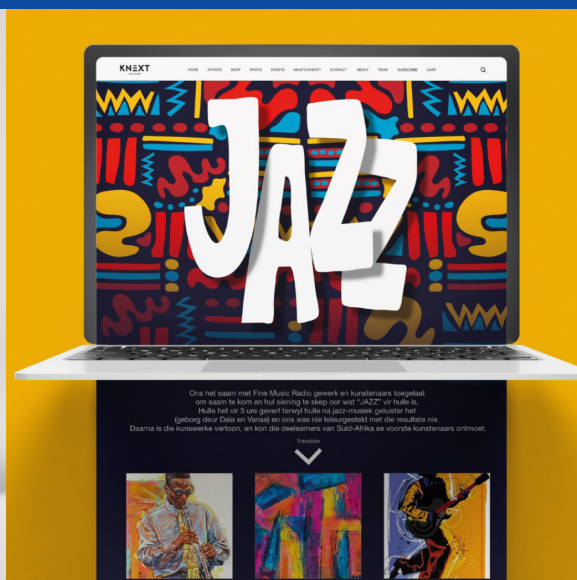 KNEXT
HOME ARTISTS SHOP PHOTO EVENTS WHAT'S KNEXT? CONTACT ABOUT TEAM SUBSCRIBE CART
JAZZ
Ons het saam met Fine Music Radio gewerk en kunstenaars toegelaat
om saam te kom en hul siening te skep oor wat "JAZZ" vir hulle is.
Hulle het vir 3 ure geverf terwyl hulle na jazz-musiek geluister het
(geborg deur Dala en Vansa) en ons was nie teleurgesteld met die resultate nie.
Daarna is die kunswerke vertoon, en kon die deelnemers van Suid-Afrika se voorste kunstenaars ontmoet.
Translate